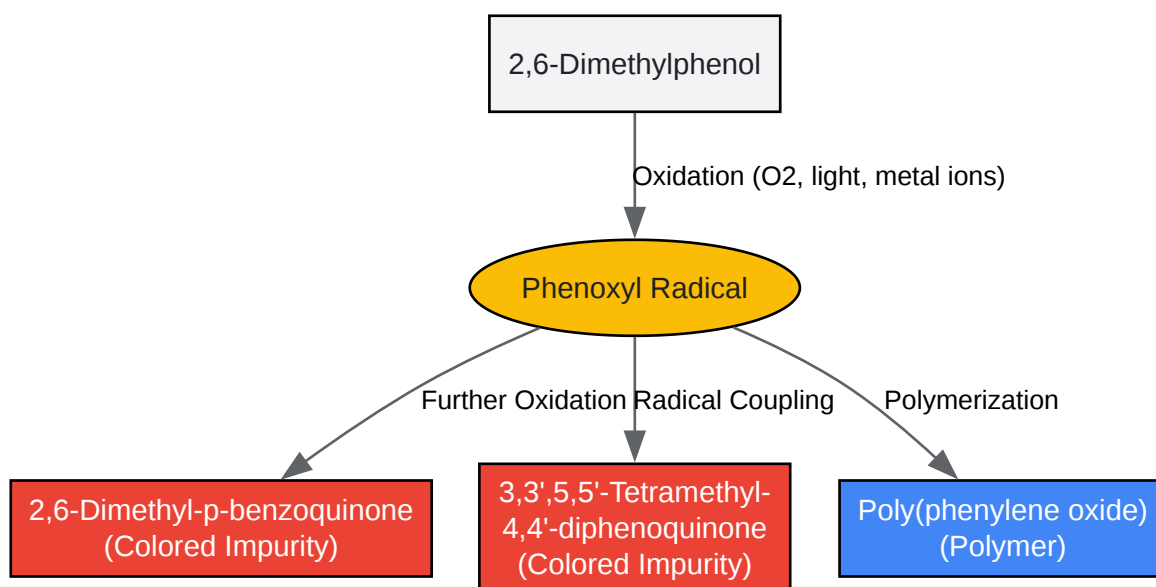 2,6-Dimethylphenol
Oxidation (O2, light, metal ions)
Phenoxyl Radical
Further Oxidation
Radical Coupling
Polymerization
2,6-Dimethyl-p-benzoquinone
(Colored Impurity)
3,3',5,5'-Tetramethyl-
4,4'-diphenoquinone
(Colored Impurity)
Poly(phenylene oxide)
(Polymer)